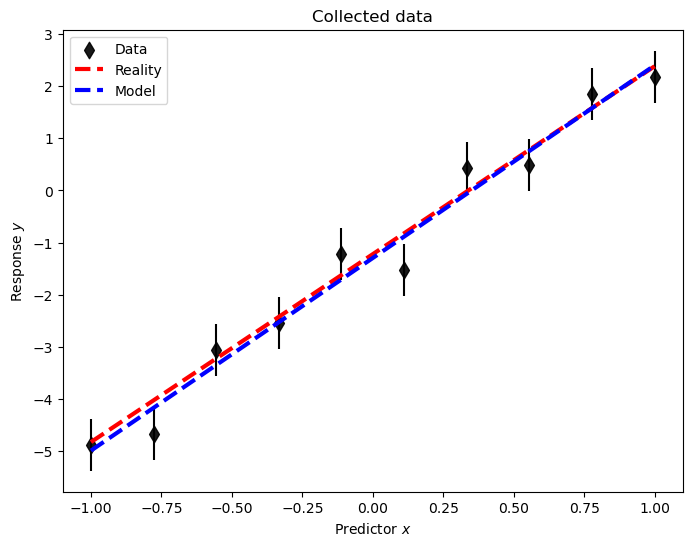 Collected data
Data
Reality
Model
Response y
3
2
1
0
−1
−2
−3
−4
−5
−1.00 −0.75 −0.50 −0.25 0.00 0.25 0.50 0.75 1.00
Predictor x